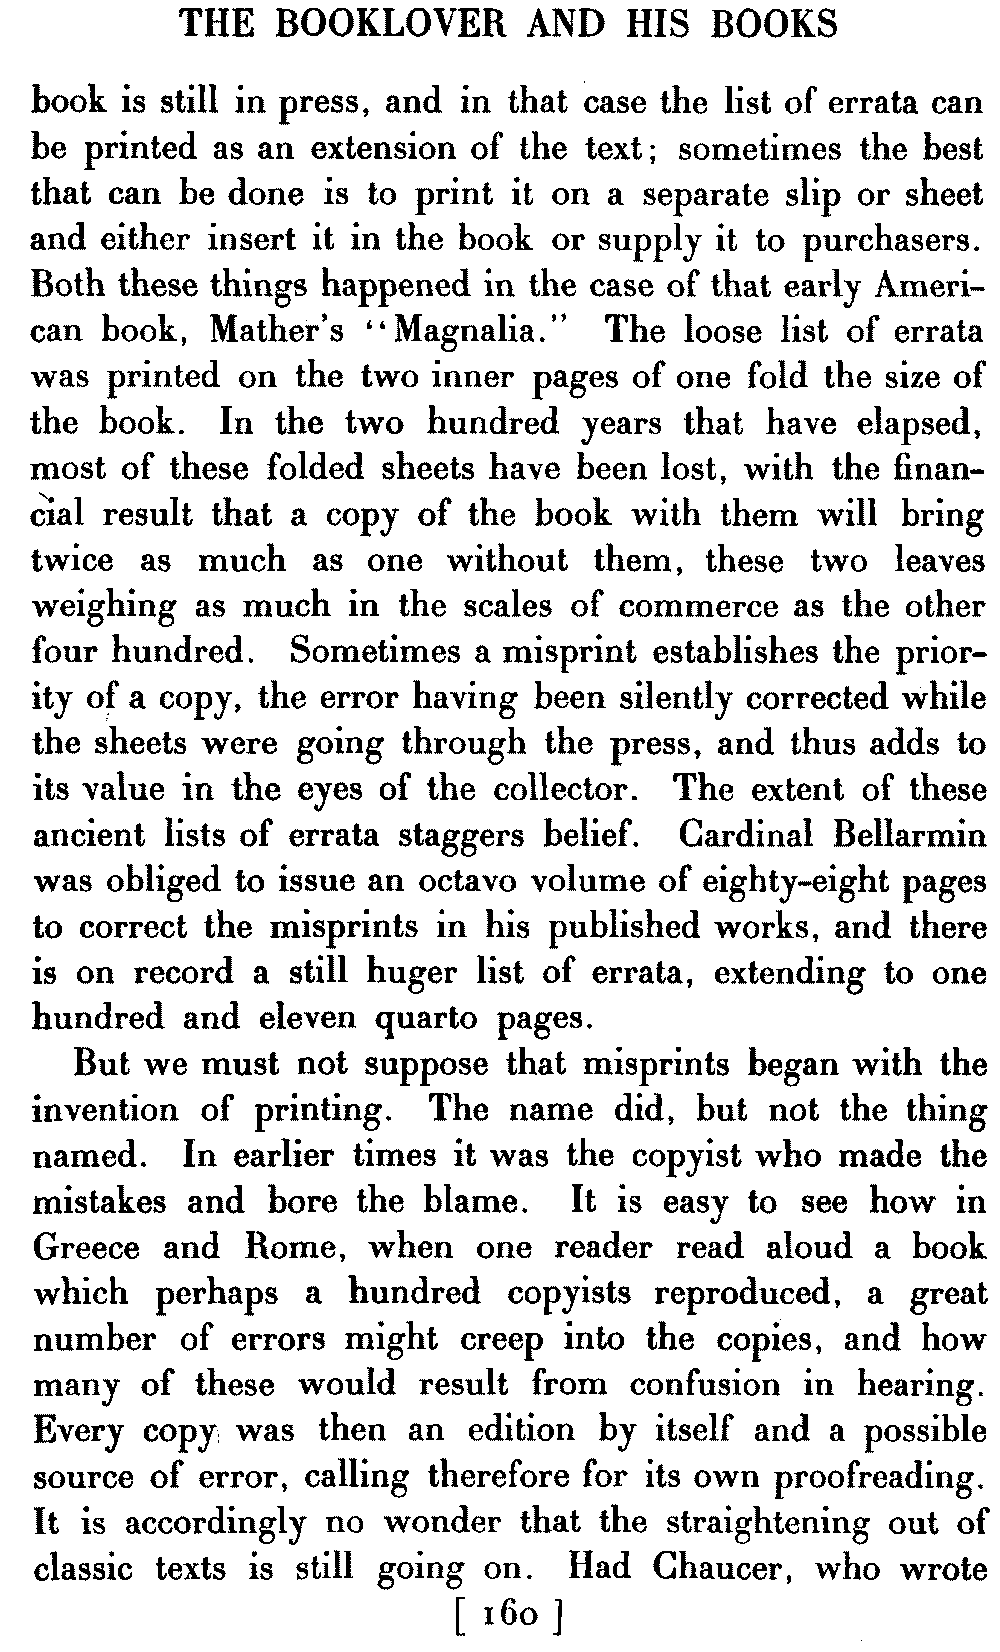 THE BOOKLOVER AND HIS BOOKS
book is still in press, and in that case the list of errata can
be printed as an extension of the text; sometimes the best
that can be done is to print it on a separate slip or sheet
and either insert it in the book or supply it to purchasers.
Both these things happened in the case of that early Ameri-
can book, Mather's "Magnalia." The loose list of errata
was printed on the two inner pages of one fold the size of
the book. In the two hundred years that have elapsed,
most of these folded sheets have been lost, with the finan-
cial result that a copy of the book with them will bring
twice as much as one without them, these two leaves
weighing as much in the scales of commerce as the other
four hundred. Sometimes a misprint establishes the prior-
ity of a copy, the error having been silently corrected while
the sheets were going through the press, and thus adds to
its value in the eyes of the collector. The extent of these
ancient lists of errata staggers belief. Cardinal Bellarmin
was obliged to issue an octavo volume of eighty-eight pages
to correct the misprints in his published works, and there
is on record a still huger list of errata, extending to one
hundred and eleven quarto pages.
But we must not suppose that misprints began with the
invention of printing. The name did, but not the thing
named. In earlier times it was the copyist who made the
mistakes and bore the blame. It is easy to see how in
Greece and Rome, when one reader read aloud a book
which perhaps a hundred copyists reproduced, a great
number of errors might creep into the copies, and how
many of these would result from confusion in hearing.
Every copy was then an edition by itself and a possible
source of error, calling therefore for its own proofreading.
It is accordingly no wonder that the straightening out of
classic texts is still going on. Had Chaucer, who wrote
[ 160 ]